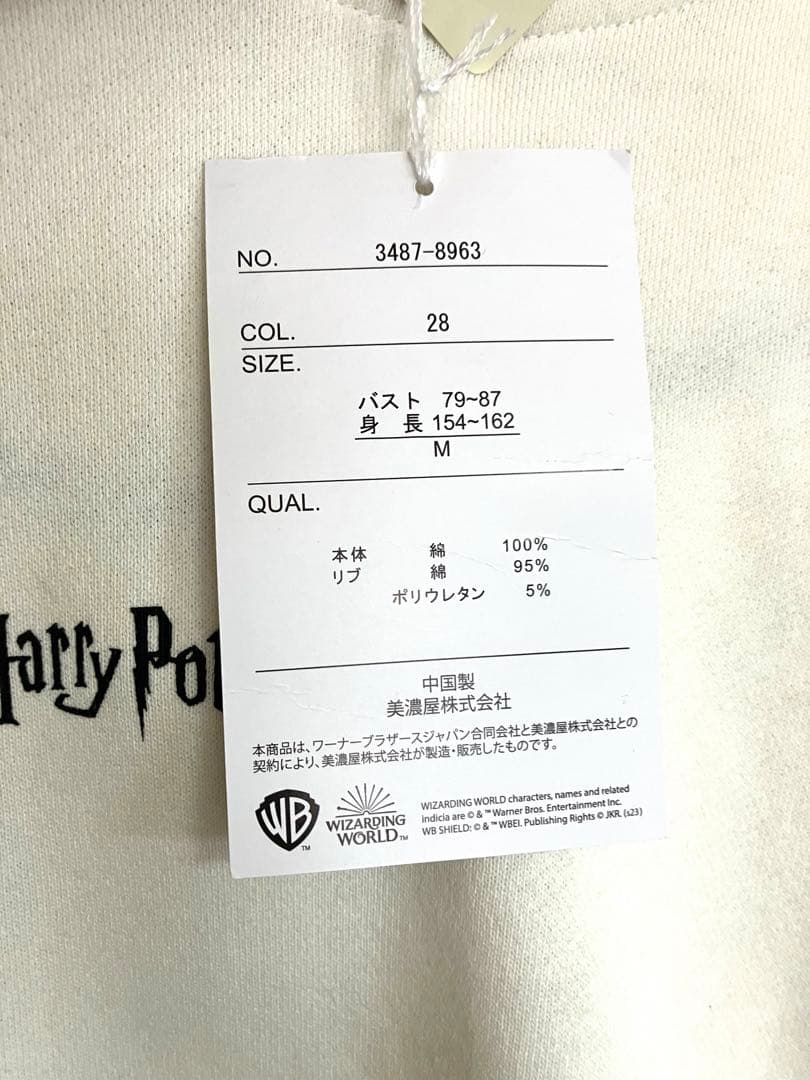 NO. 3487-8963
COL. 28
SIZE.
バスト 79~87
身 長 154~162
M
QUAL.
本体 綿 100%
リブ 綿 95%
ポリウレタン 5%
Harry Po
中国製
美濃屋株式会社
本商品は、ワーナーブラザースジャパン合同会社と美濃屋株式会社との
契約により、美濃屋株式会社が製造・販売したものです。
WB TM
WIZARDING
WORLD TM
WIZARDING WORLD characters, names and related
indicia are © & ™ Warner Bros. Entertainment Inc.
WB SHIELD: © & ™ WBEI. Publishing Rights © JKR. (s23)